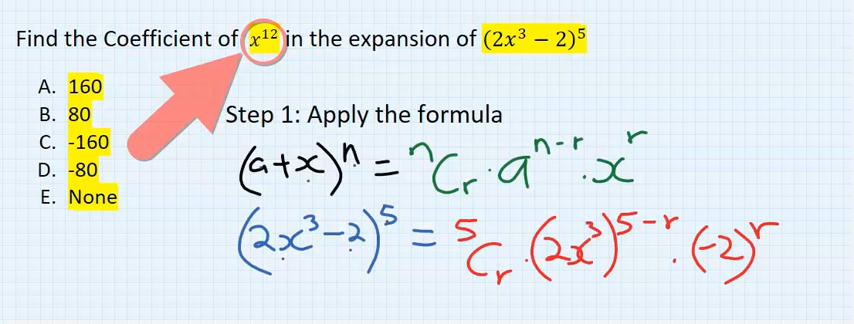 Find the Coefficient of x¹² in the expansion of (2x³ − 2)⁵
A. 160
B. 80
C. -160
D. -80
E. None
Step 1: Apply the formula
(a+x)ⁿ = ⁿCᵣ · aⁿ⁻ʳ · xʳ
(2x³−2)⁵ = ⁵Cᵣ · (2x³)⁵⁻ʳ · (−2)ʳ